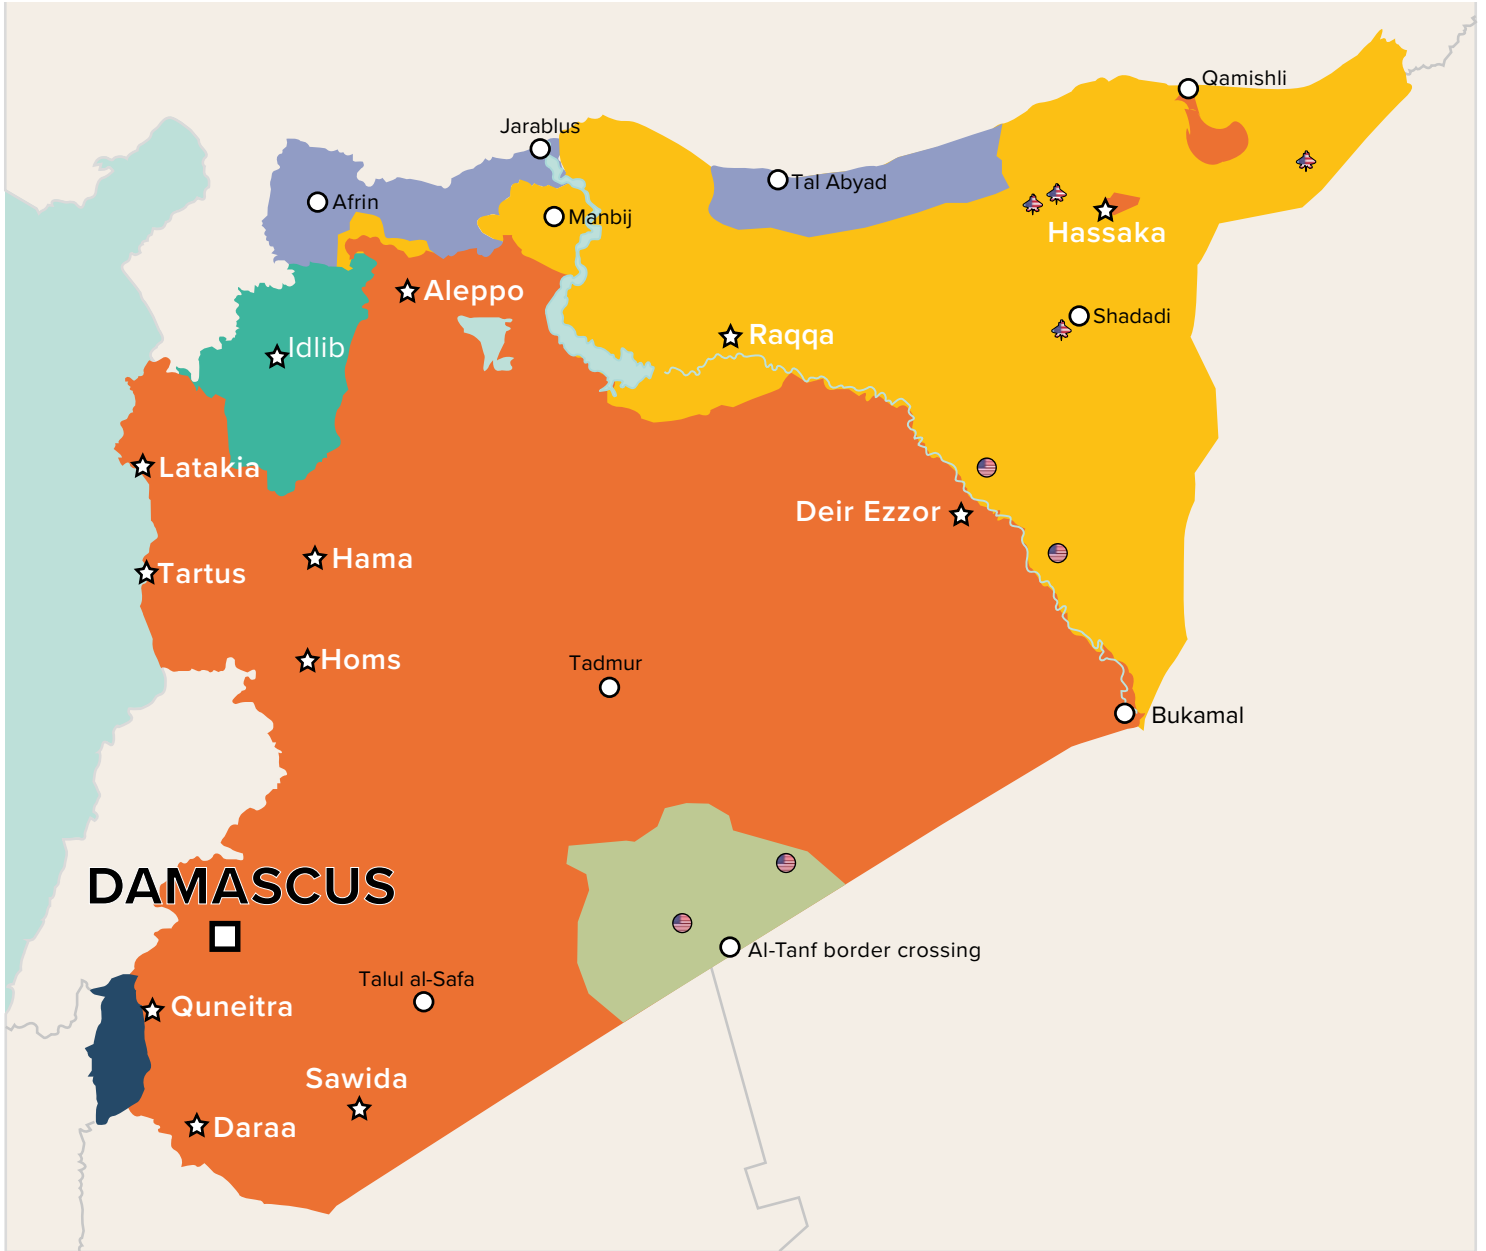 Qamishli
Jarablus
Tal Abyad
Afrin
Manbij
Hassaka
Aleppo
Shadadi
Raqqa
Idlib
Latakia
Deir Ezzor
Hama
Tartus
Homs
Tadmur
Bukamal
DAMASCUS
Al-Tanf border crossing
Talul al-Safa
Quneitra
Sawida
Daraa